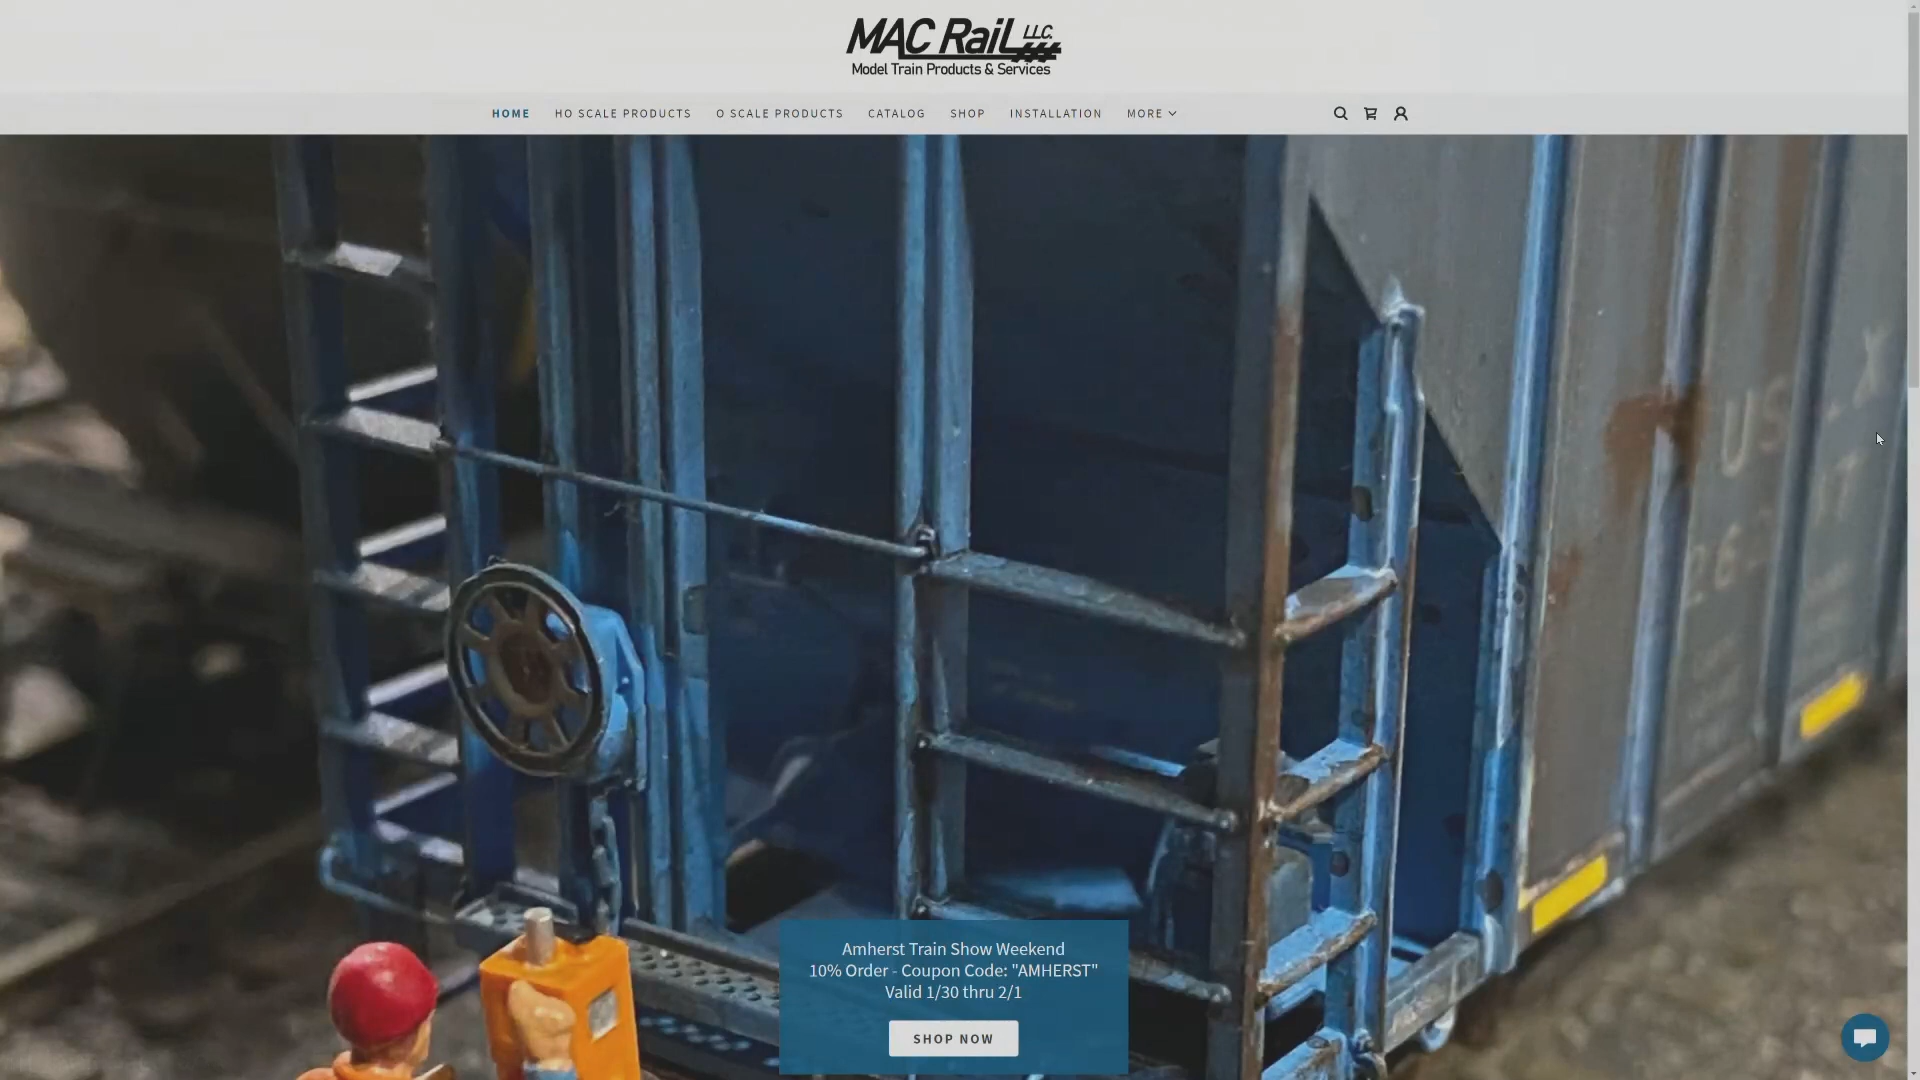 MAC Rail LLC.
Model Train Products & Services
HOME
HO SCALE PRODUCTS
O SCALE PRODUCTS
CATALOG
SHOP
INSTALLATION
MORE
Amherst Train Show Weekend
10% Order - Coupon Code: "AMHERST"
Valid 1/30 thru 2/1
SHOP NOW